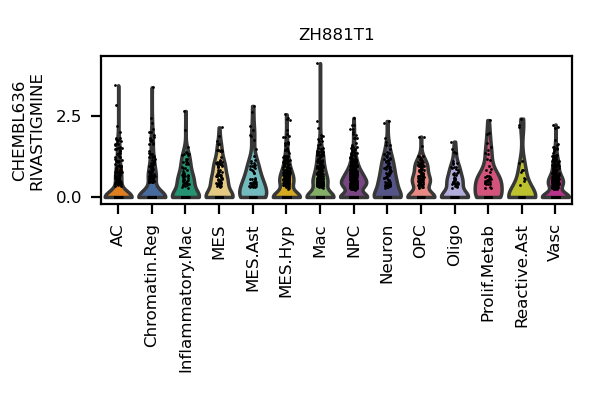 ZH881T1
CHEMBL636
RIVASTIGMINE
2.5
0.0
AC
Chromatin.Reg
Inflammatory.Mac
MES
MES.Ast
MES.Hyp
Mac
NPC
Neuron
OPC
Oligo
Prolif.Metab
Reactive.Ast
Vasc